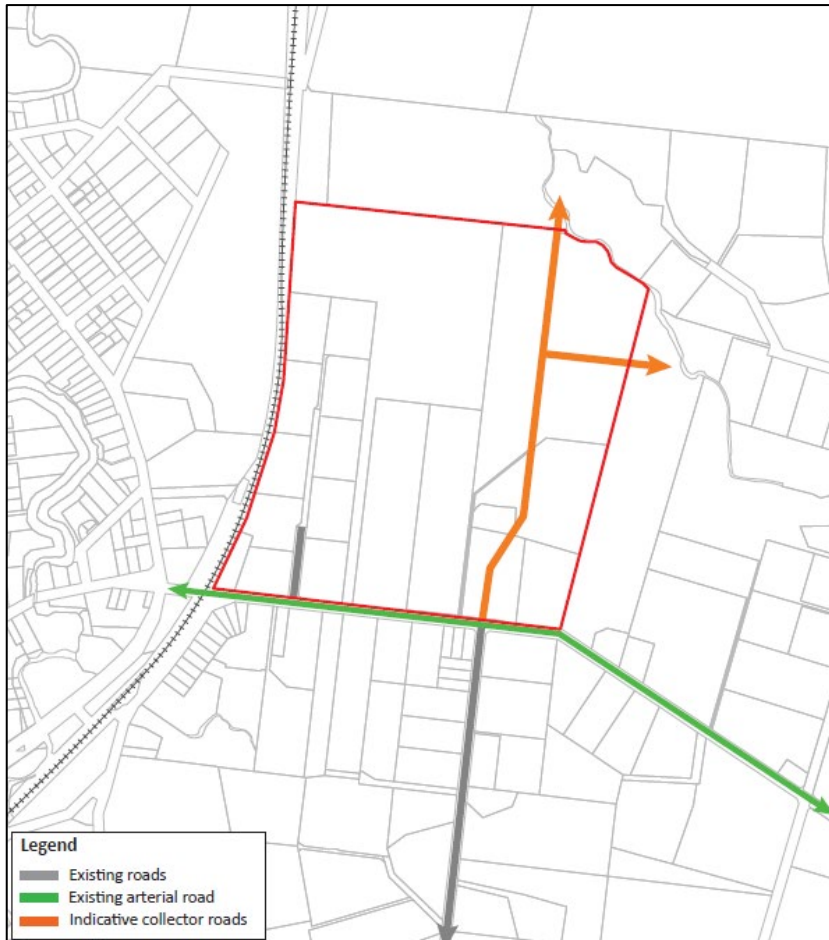 Legend
Existing roads
Existing arterial road
Indicative collector roads